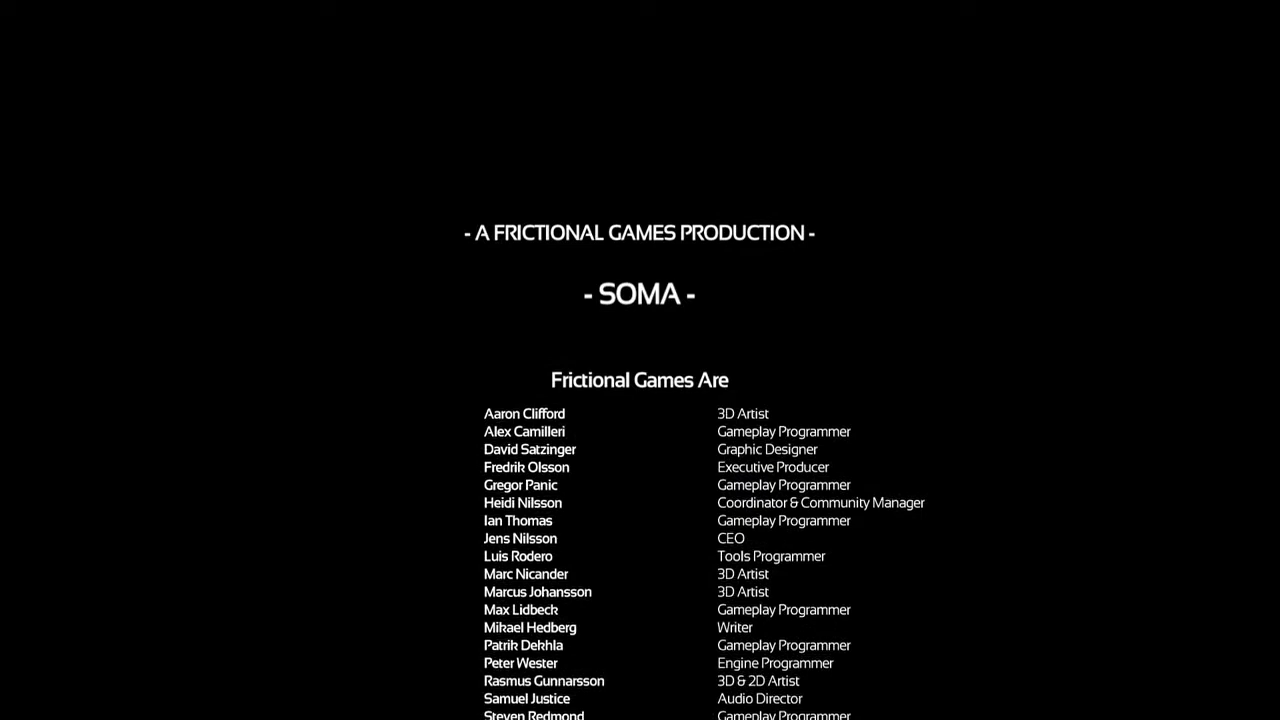 - A FRICTIONAL GAMES PRODUCTION -
- SOMA -
Frictional Games Are
Aaron Clifford 3D Artist
Alex Camilleri Gameplay Programmer
David Satzinger Graphic Designer
Fredrik Olsson Executive Producer
Gregor Panic Gameplay Programmer
Heidi Nilsson Coordinator & Community Manager
Ian Thomas Gameplay Programmer
Jens Nilsson CEO
Luis Rodero Tools Programmer
Marc Nicander 3D Artist
Marcus Johansson 3D Artist
Max Lidbeck Gameplay Programmer
Mikael Hedberg Writer
Patrik Dekhla Gameplay Programmer
Peter Wester Engine Programmer
Rasmus Gunnarsson 3D & 2D Artist
Samuel Justice Audio Director
Steven Redmond Gameplay Programmer